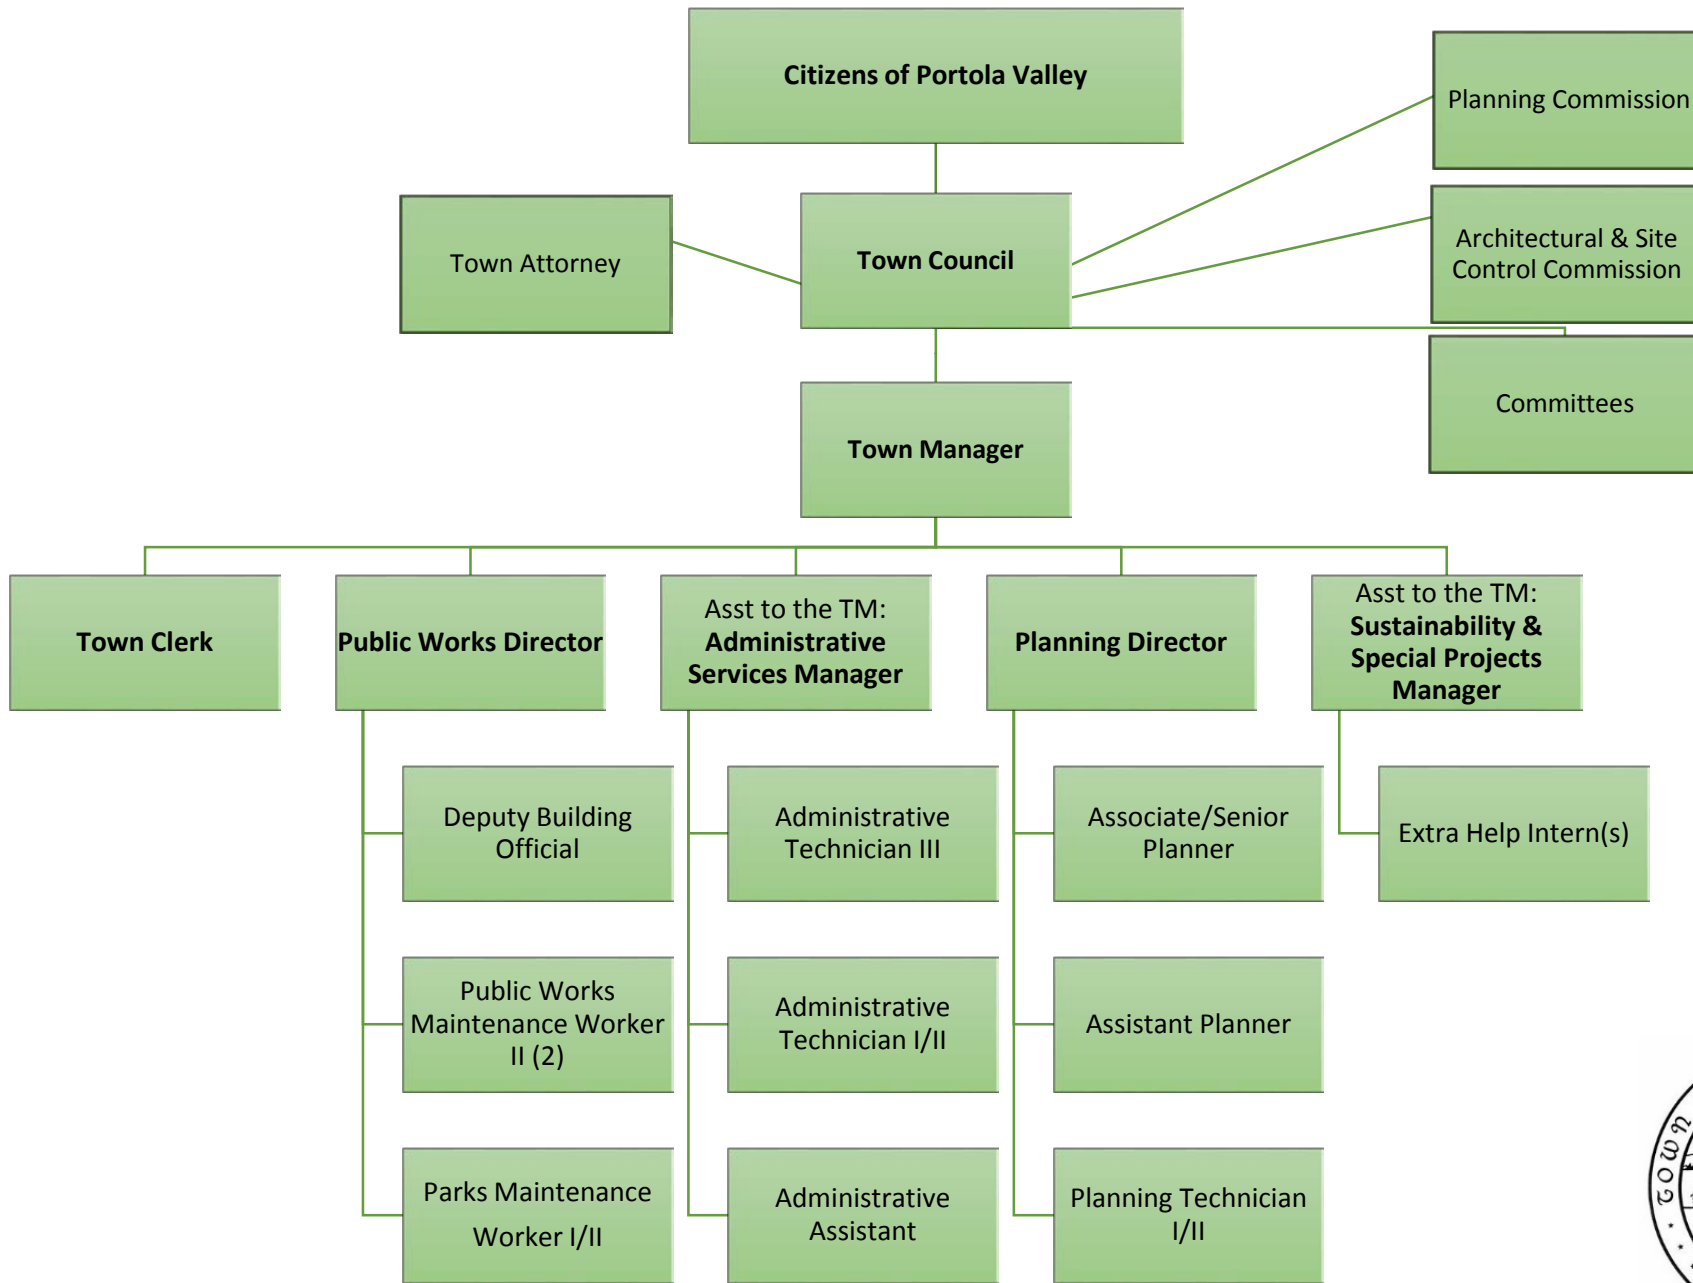 Citizens of Portola Valley
Planning Commission
Town Attorney
Town Council
Architectural & Site
Control Commission
Committees
Town Manager
Town Clerk
Public Works Director
Asst to the TM:
Administrative
Services Manager
Planning Director
Asst to the TM:
Sustainability &
Special Projects
Manager
Deputy Building
Official
Administrative
Technician III
Associate/Senior
Planner
Extra Help Intern(s)
Public Works
Maintenance Worker
II (2)
Administrative
Technician I/II
Assistant Planner
Parks Maintenance
Worker I/II
Administrative
Assistant
Planning Technician
I/II
TOWN